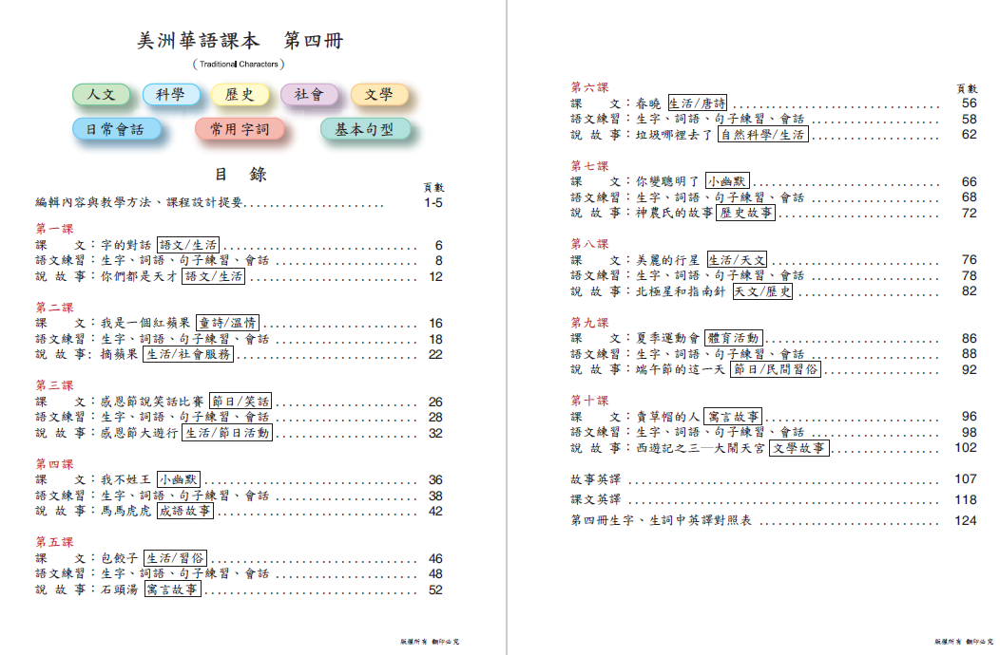 美洲華語課本 第四冊
( Traditional Characters )
人文 科學 歷史 社會 文學
日常會話 常用字詞 基本句型
目 錄
頁數
編輯內容與教學方法、課程設計提要...................... 1-5
第一課
課 文：字的對話 語文/生活 .............................. 6
語文練習：生字、詞語、句子練習、會話 ...................... 8
說 故 事：你們都是天才 語文/生活 .......................... 12
第二課
課 文：我是一個紅蘋果 童詩/溫情 ........................ 16
語文練習：生字、詞語、句子練習、會話 ...................... 18
說 故 事：摘蘋果 生活/社會服務 ............................ 22
第三課
課 文：感恩節說笑話比賽 節日/笑話 ...................... 26
語文練習：生字、詞語、句子練習、會話 ...................... 28
說 故 事：感恩節大遊行 生活/節日活動 ...................... 32
第四課
課 文：我不姓王 小幽默 ................................. 36
語文練習：生字、詞語、句子練習、會話 ...................... 38
說 故 事：馬馬虎虎 成語故事 ............................... 42
第五課
課 文：包餃子 生活/習俗 ................................ 46
語文練習：生字、詞語、句子練習、會話 ...................... 48
說 故 事：石頭湯 寓言故事 ................................. 52
版權所有 翻印必究
頁數
第六課
課 文：春曉 生活/唐詩 ................................ 56
語文練習：生字、詞語、句子練習、會話 .................... 58
說 故 事：垃圾哪裡去了 自然科學/生活 .................... 62
第七課
課 文：你變聰明了 小幽默 ............................. 66
語文練習：生字、詞語、句子練習、會話 .................... 68
說 故 事：神農氏的故事 歷史故事 ......................... 72
第八課
課 文：美麗的行星 生活/天文 .......................... 76
語文練習：生字、詞語、句子練習、會話 .................... 78
說 故 事：北極星和指南針 天文/歷史 ...................... 82
第九課
課 文：夏季運動會 體育活動 ........................... 86
語文練習：生字、詞語、句子練習、會話 .................... 88
說 故 事：端午節的這一天 節日/民間習俗 .................. 92
第十課
課 文：賣草帽的人 寓言故事 ........................... 96
語文練習：生字、詞語、句子練習、會話 .................... 98
說 故 事：西遊記之三─大鬧天宮 文學故事 ................. 102
故事英譯 ................................................ 107
課文英譯 ................................................ 118
第四冊生字、生詞中英譯對照表 ............................ 124
版權所有 翻印必究